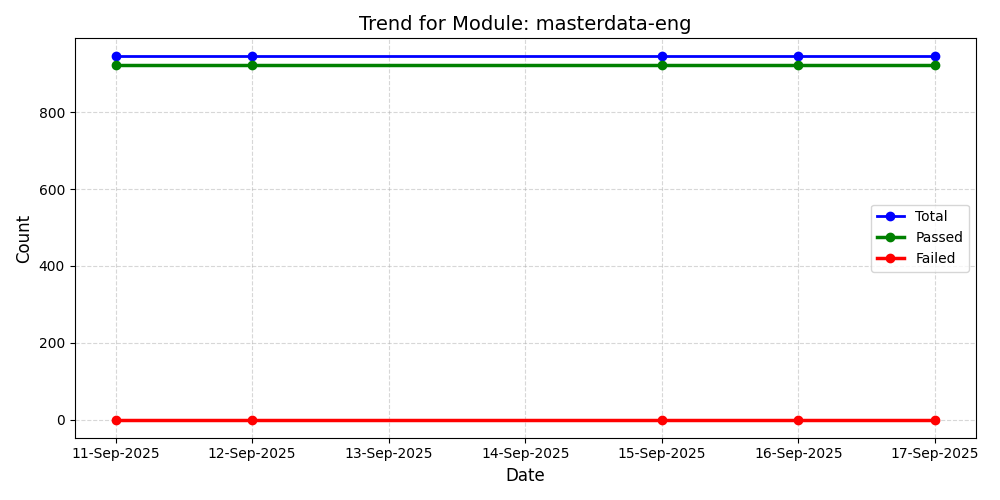 Trend for Module: masterdata-eng
Count
800
600
400
200
0
Total
Passed
Failed
11-Sep-2025 12-Sep-2025 13-Sep-2025 14-Sep-2025 15-Sep-2025 16-Sep-2025 17-Sep-2025
Date